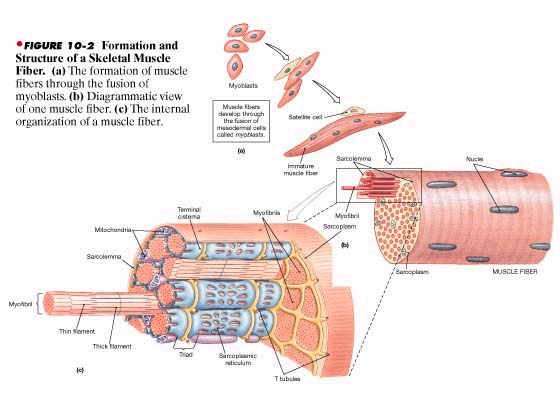 • FIGURE 10-2 Formation and
Structure of a Skeletal Muscle
Fiber. (a) The formation of muscle
fibers through the fusion of
myoblasts. (b) Diagrammatic view
of one muscle fiber. (c) The internal
organization of a muscle fiber.
Myoblasts
Muscle fibers
develop through
the fusion of
mesodermal cells
called myoblasts.
(a)
Satellite cell
Immature
muscle fiber
Sarcolemma
Nuclei
Myofibril
Sarcoplasm
(b)
Sarcoplasm
MUSCLE FIBER
Terminal
cisterna
Myofibrils
Mitochondria
Sarcolemma
Myofibril
Thin filament
Thick filament
Triad
Sarcoplasmic
reticulum
T tubules
(c)